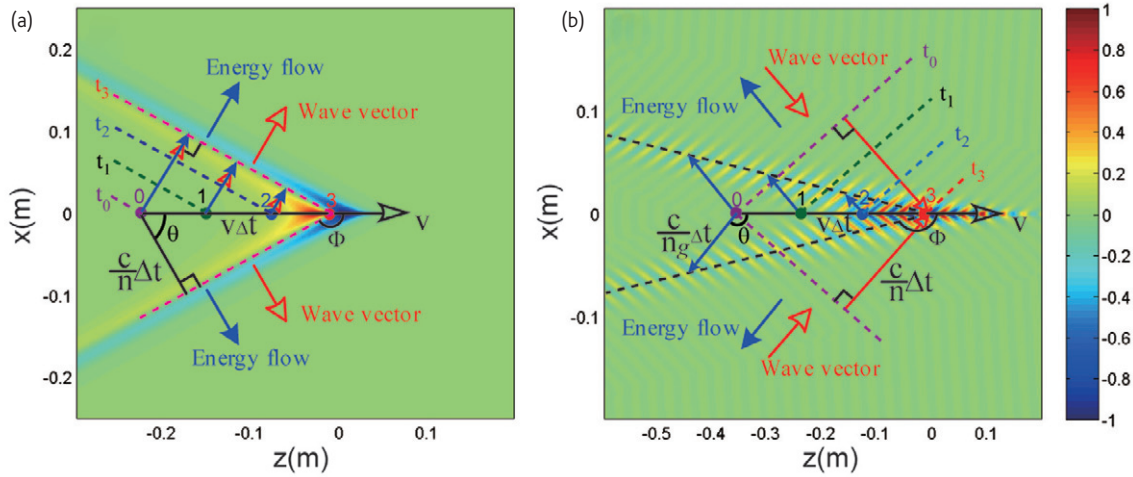 (a)
0.2
0.1
0
-0.1
-0.2
x(m)
-0.2
-0.1
0
0.1
z(m)
Energy flow
Wave vector
t3
t2
t1
t0
0
1
2
3
θ
vΔt
V
Φ
c/n Δt
Wave vector
Energy flow
(b)
0.1
0
-0.1
x(m)
-0.5
-0.4
-0.3
-0.2
-0.1
0
0.1
z(m)
Wave vector
Energy flow
t0
t1
t2
t3
0
1
2
3
θ
vΔt
V
Φ
c/ng Δt
c/n Δt
Energy flow
Wave vector
1
0.8
0.6
0.4
0.2
0
-0.2
-0.4
-0.6
-0.8
-1